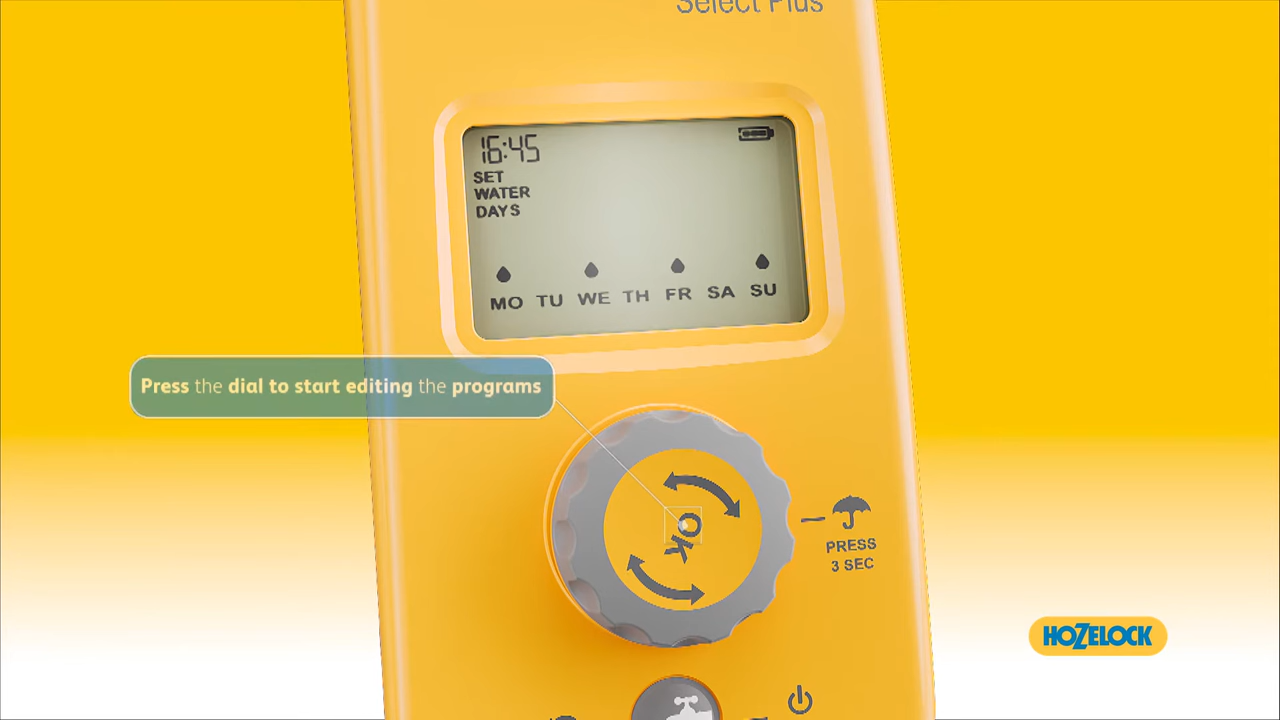 Select Plus
16:45
SET
WATER
DAYS
MO TU WE TH FR SA SU
Press the dial to start editing the programs
OK
PRESS
3 SEC
HOZELOCK